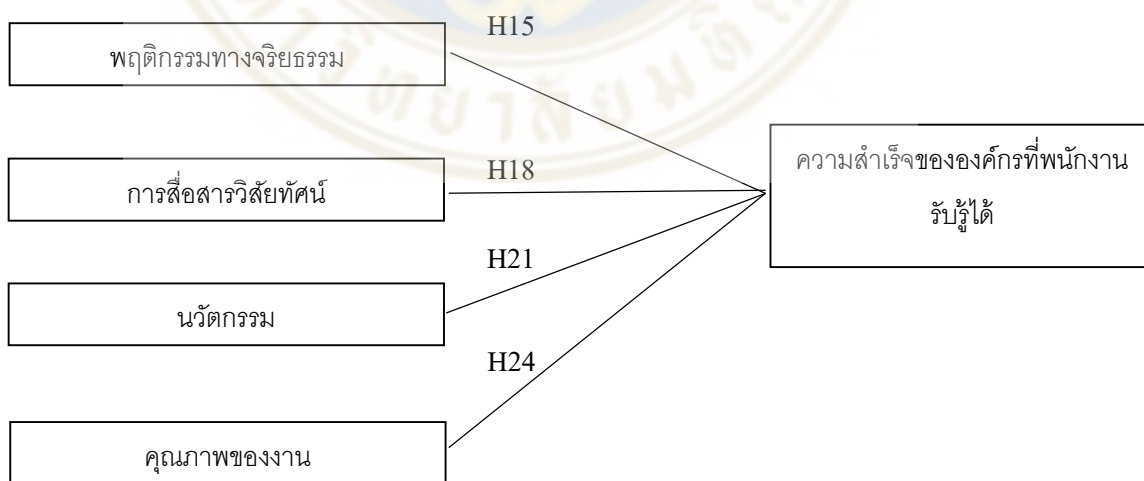 H15
พฤติกรรมทางจริยธรรม
H18
การสื่อสารวิสัยทัศน์
ความสำเร็จขององค์กรที่พนักงาน
รับรู้ได้
H21
นวัตกรรม
H24
คุณภาพของงาน